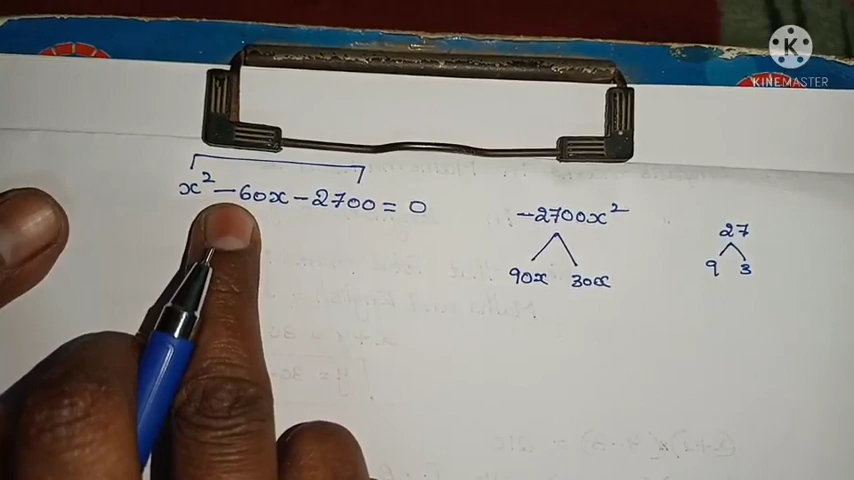 K
KINEMASTER
x² - 60x - 2700 = 0
-2700x²
90x 30x
27
9 3